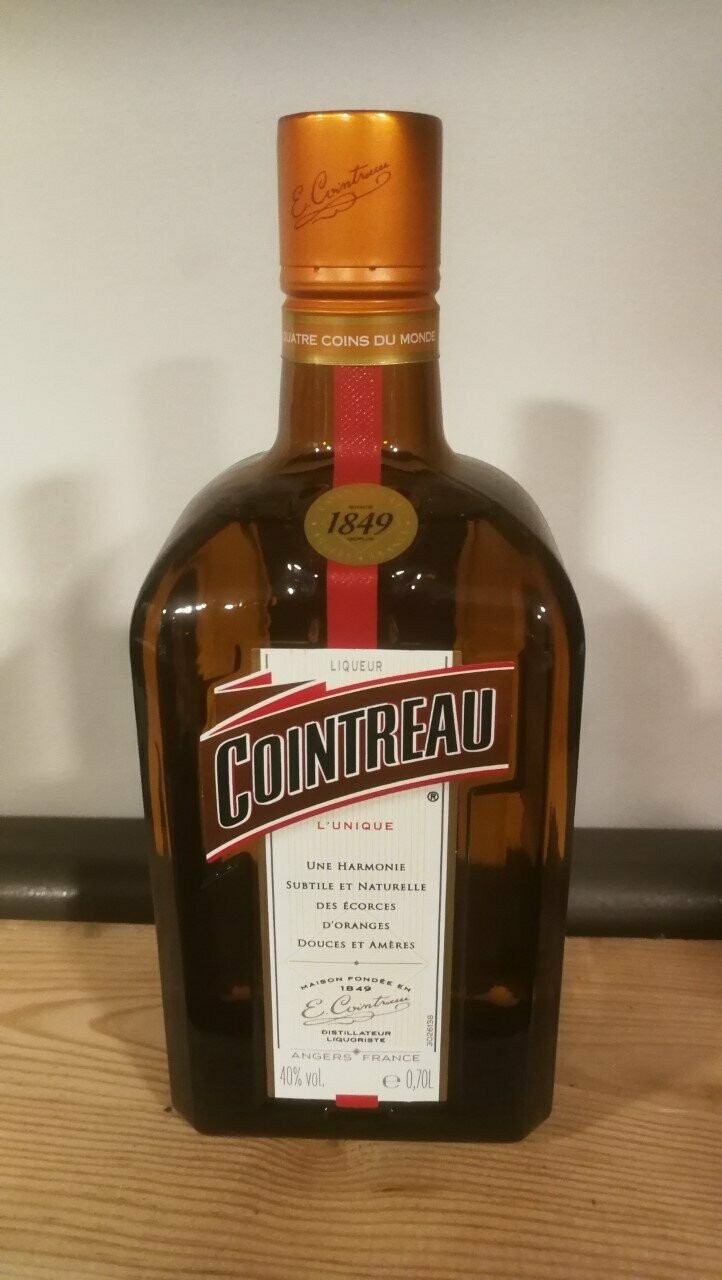 E. Cointreau
QUATRE COINS DU MONDE
1849
LIQUEUR
COINTREAU
®
L'UNIQUE
UNE HARMONIE
SUBTILE ET NATURELLE
DES ÉCORCES
D'ORANGES
DOUCES ET AMÈRES
MAISON FONDÉE EN
1849
E. Cointreau
DISTILLATEUR
LIQUORISTE
3026138
ANGERS FRANCE
40% vol. e 0,70L